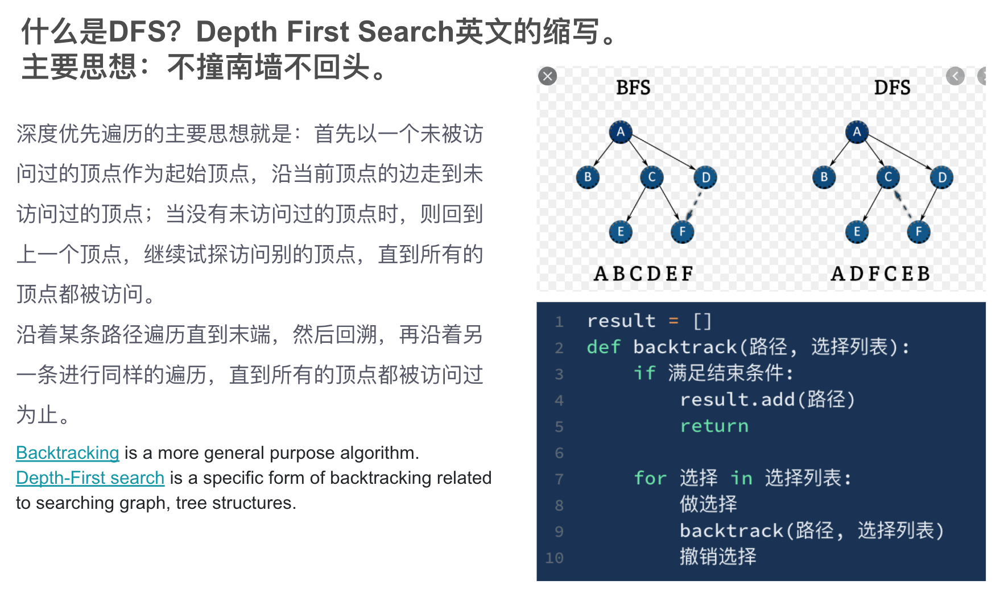 什么是DFS？Depth First Search英文的缩写。
主要思想：不撞南墙不回头。
深度优先遍历的主要思想就是：首先以一个未被访
问过的顶点作为起始顶点，沿当前顶点的边走到未
访问过的顶点；当没有未访问过的顶点时，则回到
上一个顶点，继续试探访问别的顶点，直到所有的
顶点都被访问。
沿着某条路径遍历直到末端，然后回溯，再沿着另
一条进行同样的遍历，直到所有的顶点都被访问过
为止。
Backtracking is a more general purpose algorithm.
Depth-First search is a specific form of backtracking related
to searching graph, tree structures.
BFS
A
B C D
E F
A B C D E F
DFS
A
B C D
E F
A D F C E B
1 result = []
2 def backtrack(路径, 选择列表):
3 if 满足结束条件:
4 result.add(路径)
5 return
6
7 for 选择 in 选择列表:
8 做选择
9 backtrack(路径, 选择列表)
10 撤销选择